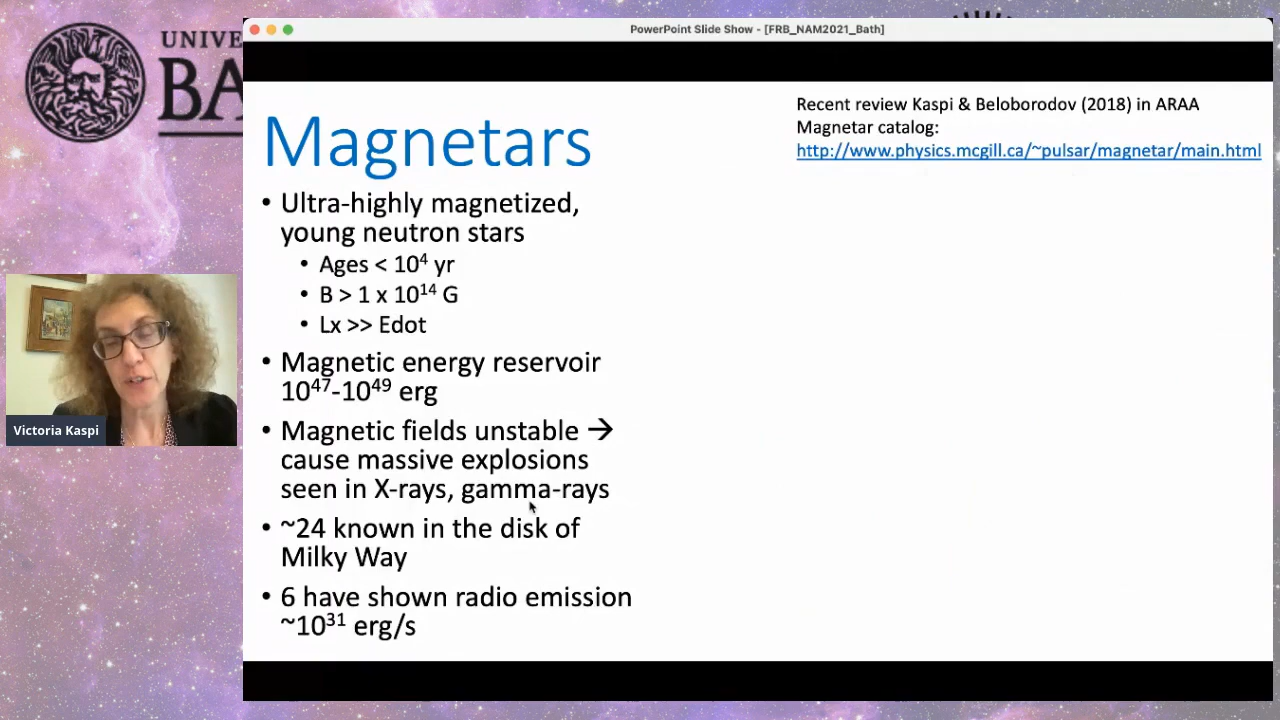 UNIVE
BA
PowerPoint Slide Show - [FRB_NAM2021_Bath]
Recent review Kaspi & Beloborodov (2018) in ARAA
Magnetar catalog:
http://www.physics.mcgill.ca/~pulsar/magnetar/main.html
Magnetars
• Ultra-highly magnetized,
young neutron stars
• Ages < 10⁴ yr
• B > 1 x 10¹⁴ G
• Lx >> Edot
• Magnetic energy reservoir
10⁴⁷-10⁴⁹ erg
• Magnetic fields unstable →
cause massive explosions
seen in X-rays, gamma-rays
• ~24 known in the disk of
Milky Way
• 6 have shown radio emission
~10³¹ erg/s
Victoria Kaspi